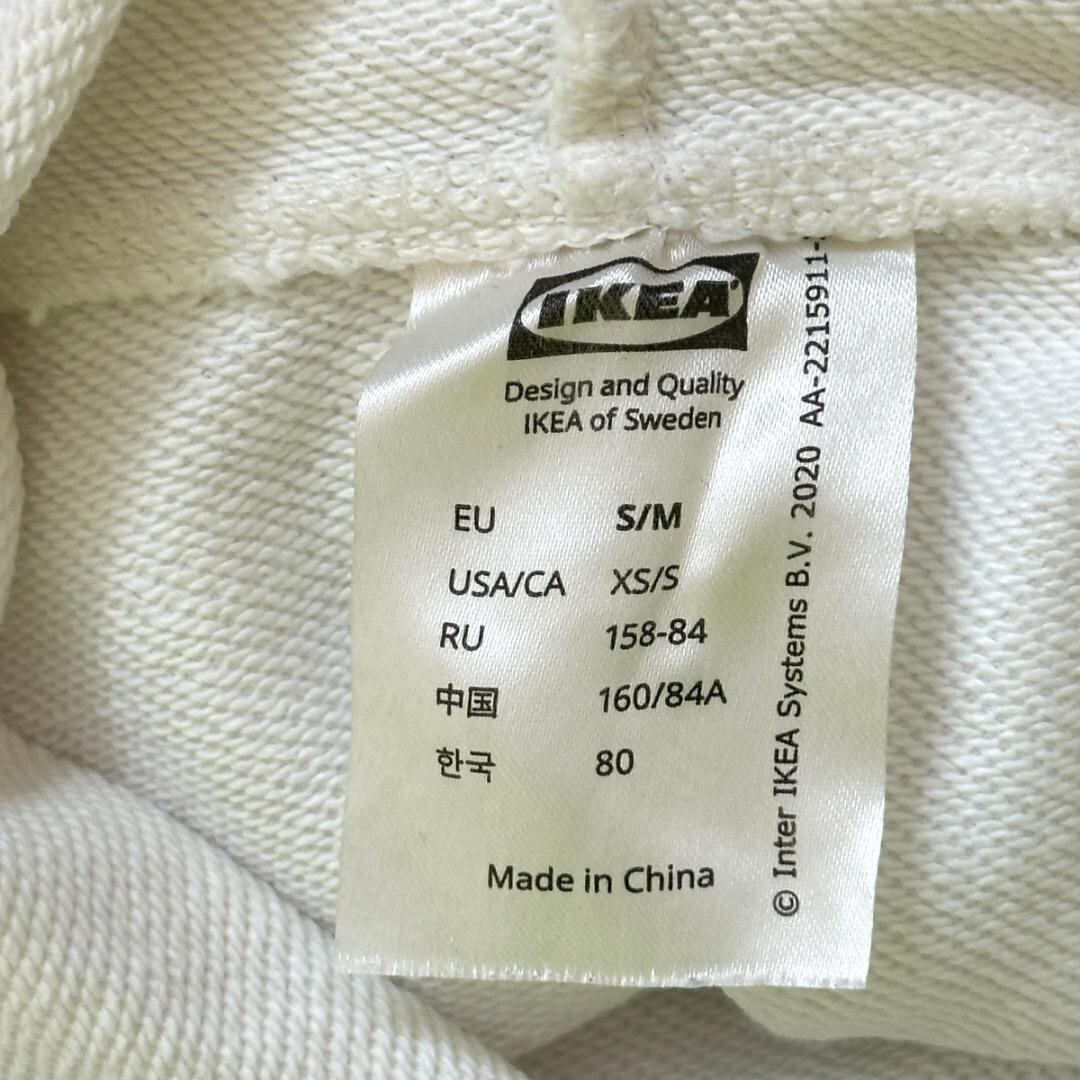 IKEA
Design and Quality
IKEA of Sweden
EU S/M
USA/CA XS/S
RU 158-84
中国 160/84A
한국 80
Made in China
© Inter IKEA Systems B.V. 2020 AA-2215911-